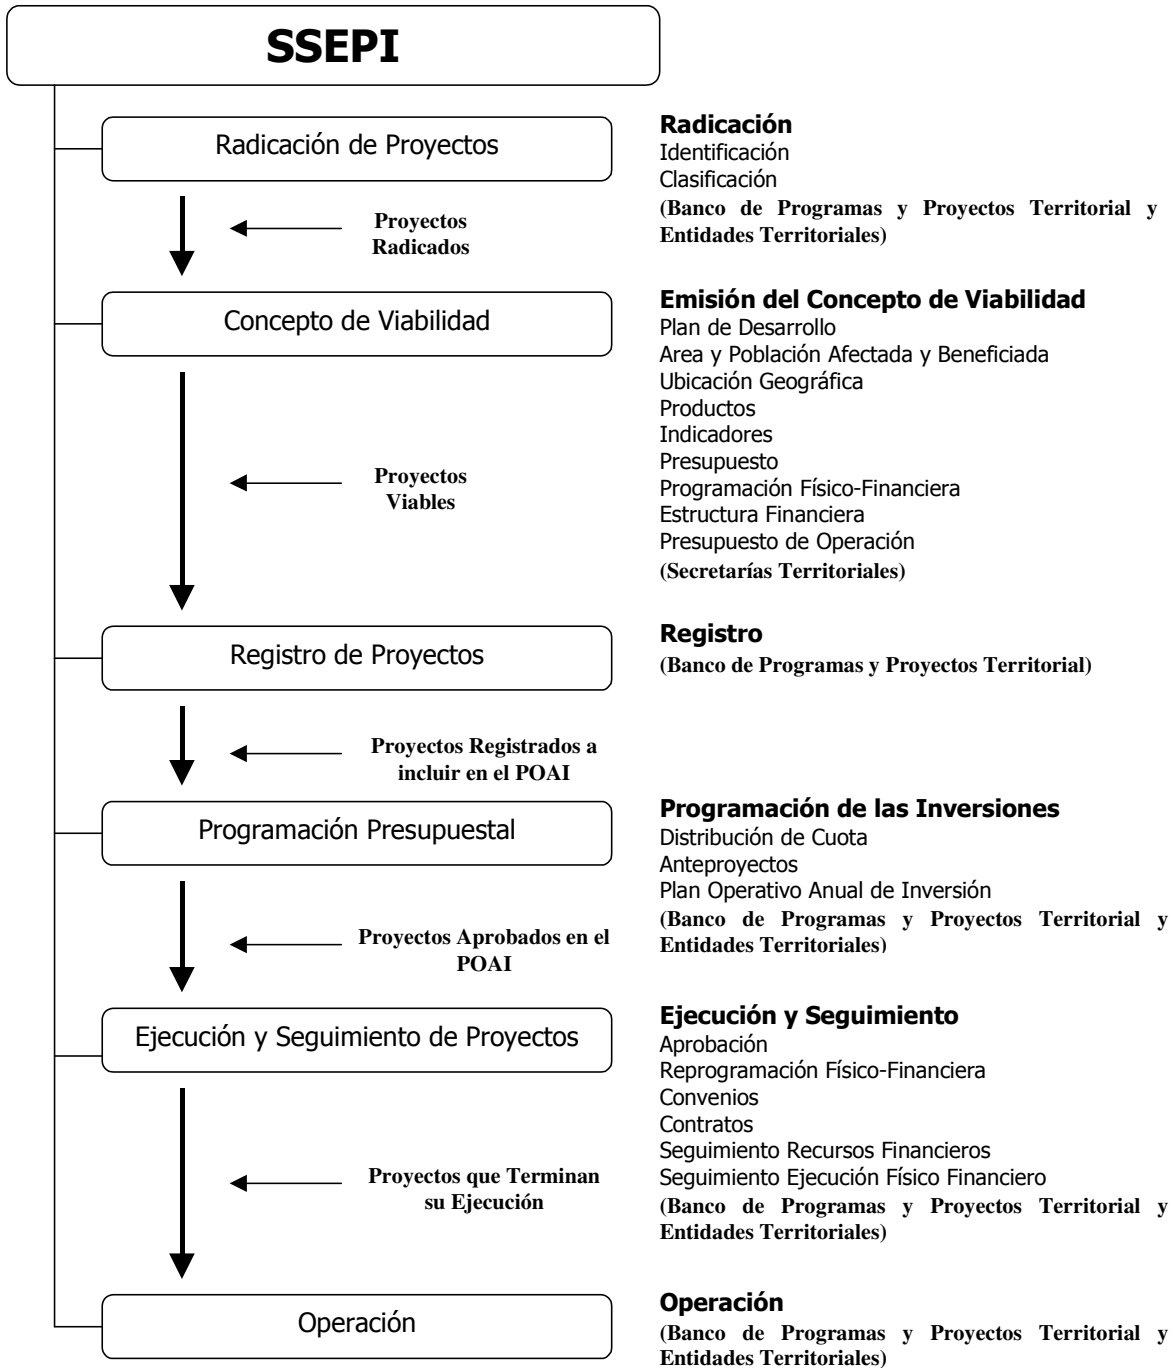 SSEPI
Radicación de Proyectos
Radicación
Identificación
Clasificación
(Banco de Programas y Proyectos Territorial y
Entidades Territoriales)
Proyectos
Radicados
Concepto de Viabilidad
Emisión del Concepto de Viabilidad
Plan de Desarrollo
Area y Población Afectada y Beneficiada
Ubicación Geográfica
Productos
Indicadores
Presupuesto
Programación Físico-Financiera
Estructura Financiera
Presupuesto de Operación
(Secretarías Territoriales)
Proyectos
Viables
Registro de Proyectos
Registro
(Banco de Programas y Proyectos Territorial)
Proyectos Registrados a
incluir en el POAI
Programación Presupuestal
Programación de las Inversiones
Distribución de Cuota
Anteproyectos
Plan Operativo Anual de Inversión
(Banco de Programas y Proyectos Territorial y
Entidades Territoriales)
Proyectos Aprobados en el
POAI
Ejecución y Seguimiento de Proyectos
Ejecución y Seguimiento
Aprobación
Reprogramación Físico-Financiera
Convenios
Contratos
Seguimiento Recursos Financieros
Seguimiento Ejecución Físico Financiero
(Banco de Programas y Proyectos Territorial y
Entidades Territoriales)
Proyectos que Terminan
su Ejecución
Operación
Operación
(Banco de Programas y Proyectos Territorial y
Entidades Territoriales)